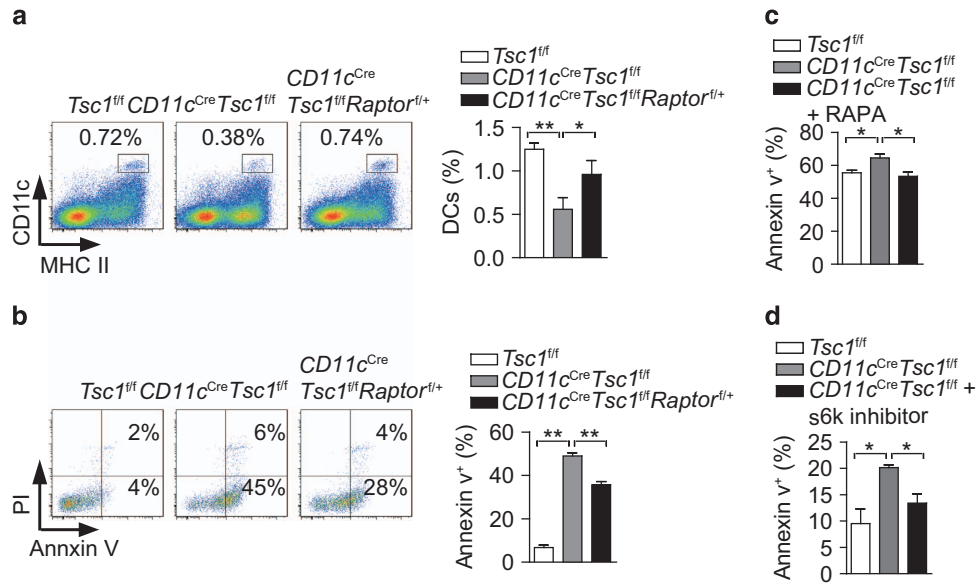 a
Tsc1f/f CD11cCreTsc1f/f
CD11cCre
Tsc1f/fRaptorf/+
0.72%
0.38%
0.74%
CD11c
MHC II
Tsc1f/f
CD11cCreTsc1f/f
CD11cCreTsc1f/fRaptorf/+
DCs (%)
1.5
1.0
0.5
0.0
** *
b
Tsc1f/f CD11cCreTsc1f/f
CD11cCre
Tsc1f/fRaptorf/+
2%
4%
6%
45%
4%
28%
PI
Annxin V
Tsc1f/f
CD11cCreTsc1f/f
CD11cCreTsc1f/fRaptorf/+
Annexin v+ (%)
60
40
20
0
** **
c
Tsc1f/f
CD11cCreTsc1f/f
CD11cCreTsc1f/f
+ RAPA
Annexin v+ (%)
80
60
40
20
0
* *
d
Tsc1f/f
CD11cCreTsc1f/f
CD11cCreTsc1f/f +
s6k inhibitor
Annexin v+ (%)
25
20
15
10
5
0
* *